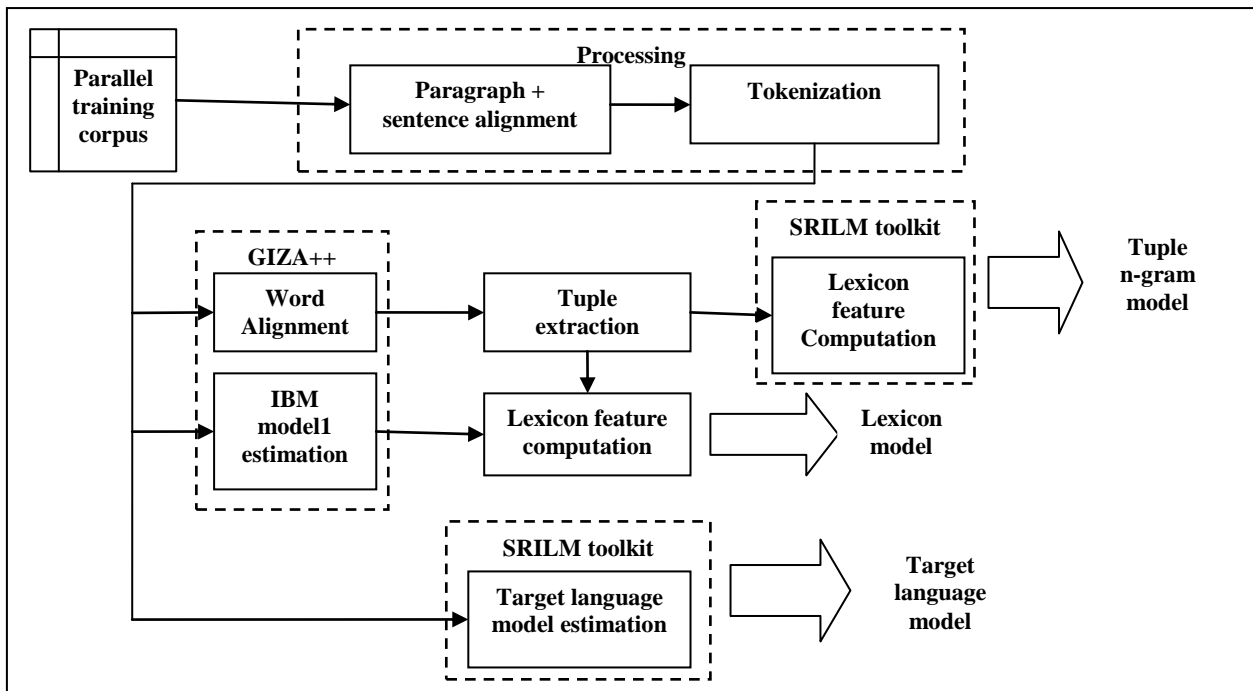 Processing
Parallel
training
corpus
Paragraph +
sentence alignment
Tokenization
SRILM toolkit
GIZA++
Word
Alignment
Tuple
extraction
Lexicon
feature
Computation
Tuple
n-gram
model
IBM
model1
estimation
Lexicon feature
computation
Lexicon
model
SRILM toolkit
Target language
model estimation
Target
language
model